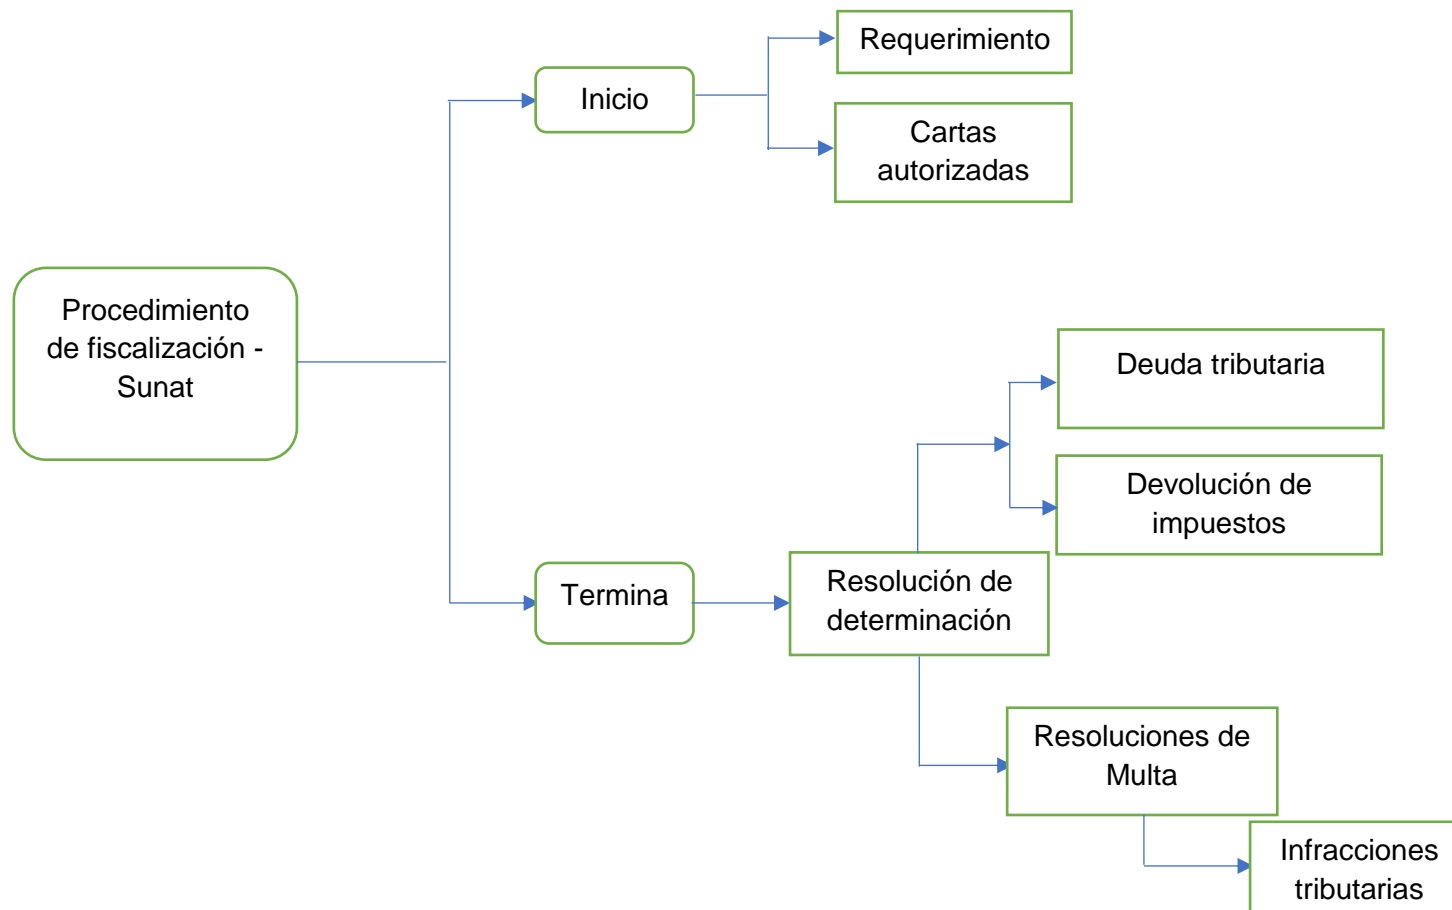 Requerimiento
Inicio
Cartas
autorizadas
Procedimiento
de fiscalización -
Sunat
Deuda tributaria
Devolución de
impuestos
Termina
Resolución de
determinación
Resoluciones de
Multa
Infracciones
tributarias